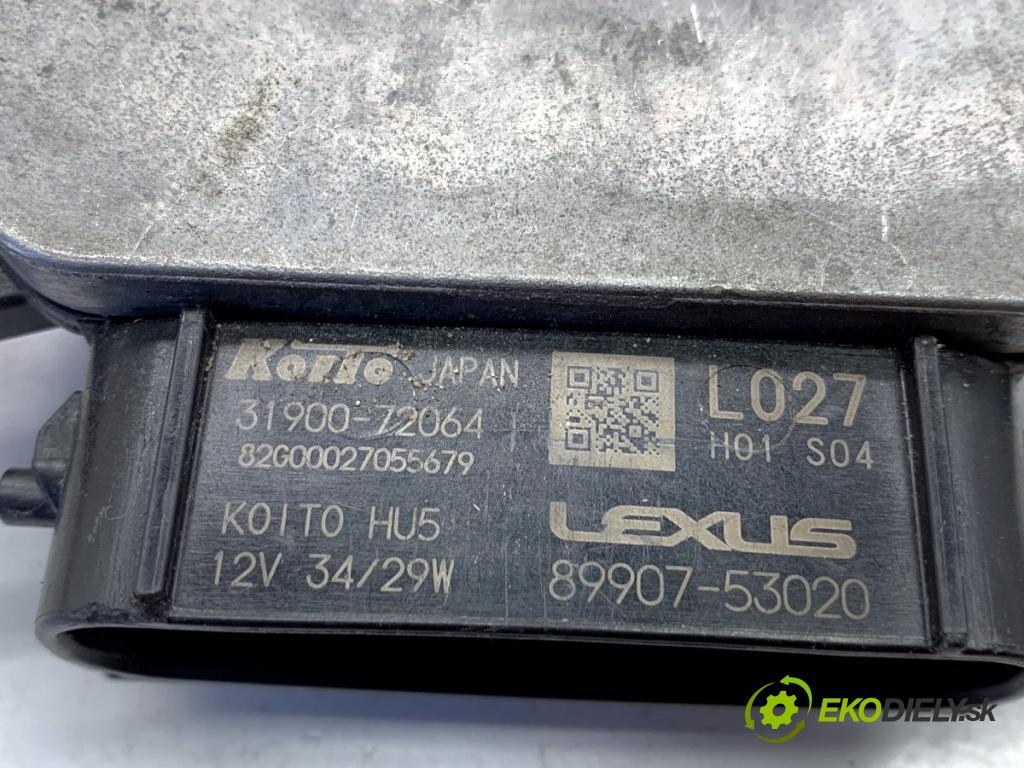 Koito JAPAN
31900-72064
82G00027055679
KOITO HU5
12V 34/29W
L027
H01 S04
LEXUS
89907-53020
EKODIELY.SK